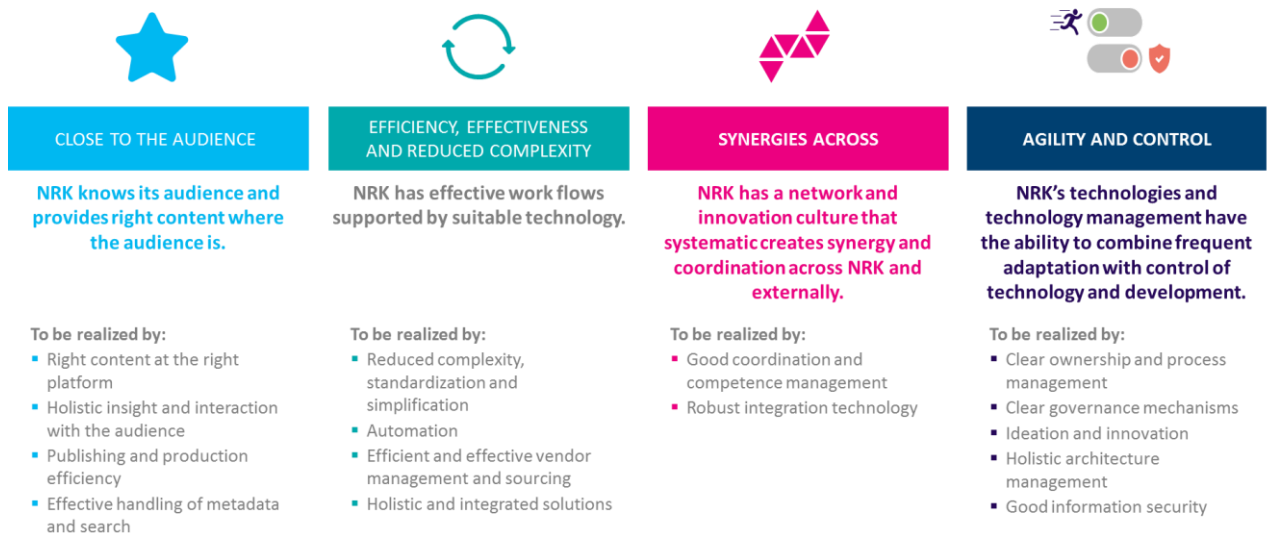 CLOSE TO THE AUDIENCE
NRK knows its audience and
provides right content where
the audience is.
To be realized by:
▪ Right content at the right
platform
▪ Holistic insight and interaction
with the audience
▪ Publishing and production
efficiency
▪ Effective handling of metadata
and search
EFFICIENCY, EFFECTIVENESS
AND REDUCED COMPLEXITY
NRK has effective work flows
supported by suitable technology.
To be realized by:
▪ Reduced complexity,
standardization and
simplification
▪ Automation
▪ Efficient and effective vendor
management and sourcing
▪ Holistic and integrated solutions
SYNERGIES ACROSS
NRK has a network and
innovation culture that
systematic creates synergy and
coordination across NRK and
externally.
To be realized by:
▪ Good coordination and
competence management
▪ Robust integration technology
AGILITY AND CONTROL
NRK’s technologies and
technology management have
the ability to combine frequent
adaptation with control of
technology and development.
To be realized by:
▪ Clear ownership and process
management
▪ Clear governance mechanisms
▪ Ideation and innovation
▪ Holistic architecture
management
▪ Good information security